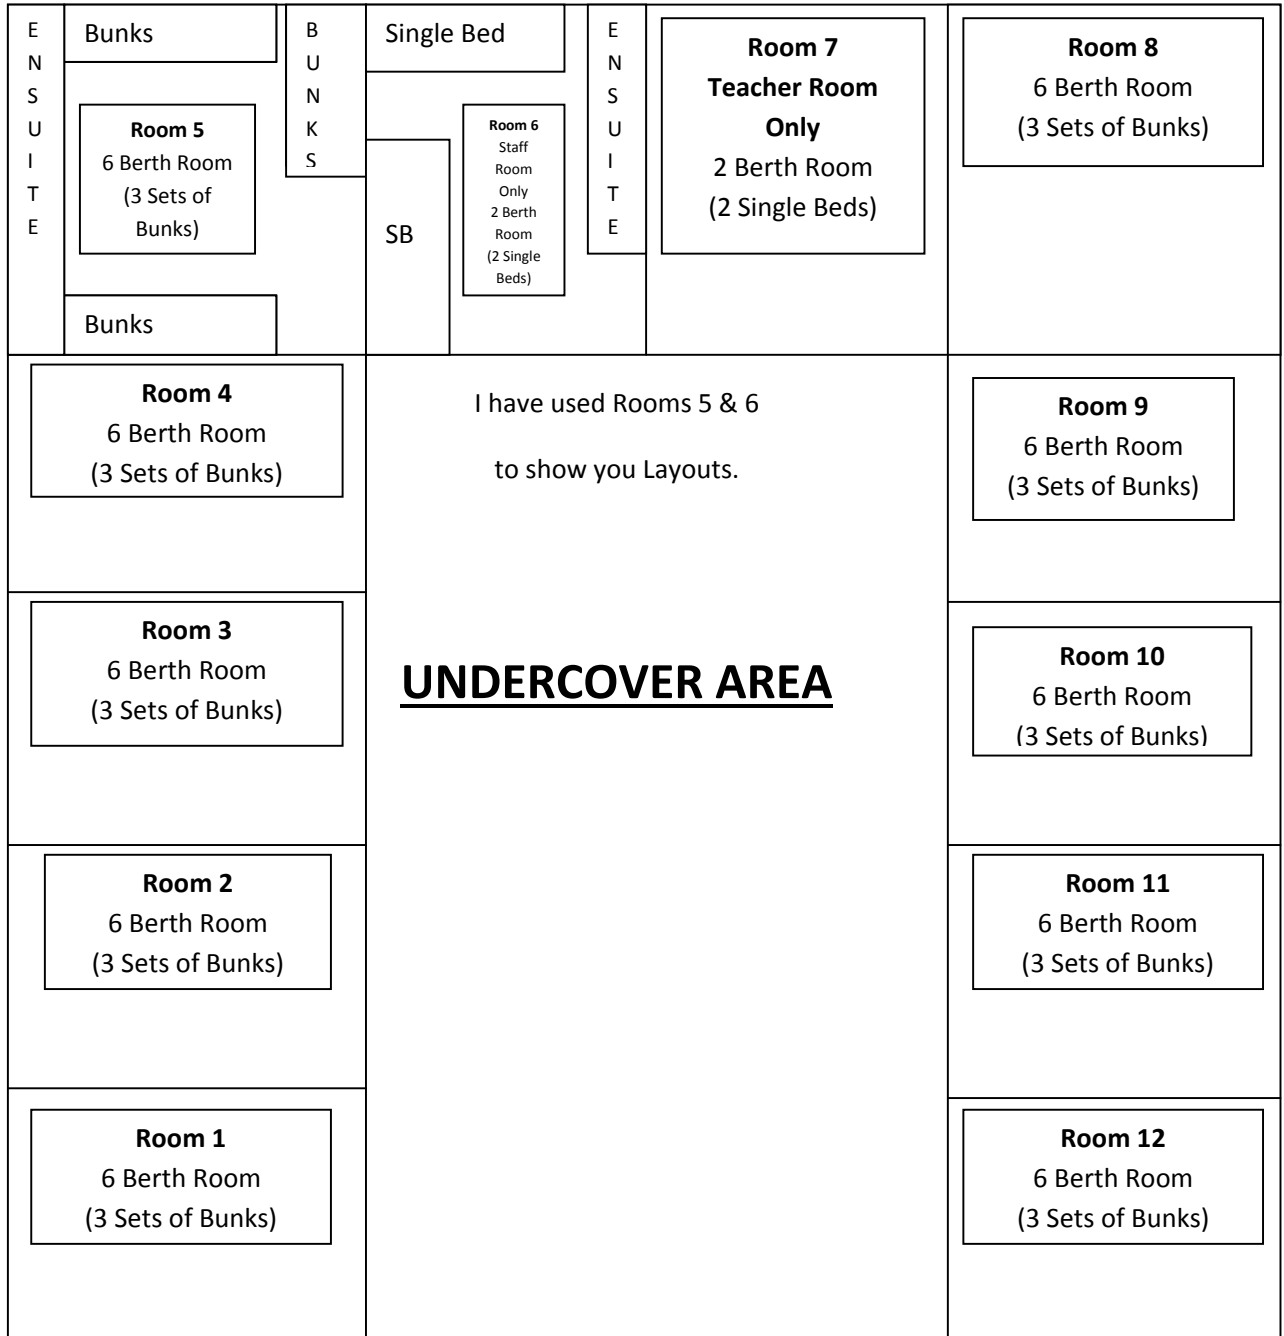 ENSUITE
Bunks
BUNKS
Room 5
6 Berth Room
(3 Sets of
Bunks)
Bunks
Single Bed
SB
Room 6
Staff
Room
Only
2 Berth
Room
(2 Single
Beds)
ENSUITE
Room 7
Teacher Room
Only
2 Berth Room
(2 Single Beds)
Room 8
6 Berth Room
(3 Sets of Bunks)
Room 4
6 Berth Room
(3 Sets of Bunks)
I have used Rooms 5 & 6
to show you Layouts.
Room 9
6 Berth Room
(3 Sets of Bunks)
Room 3
6 Berth Room
(3 Sets of Bunks)
UNDERCOVER AREA
Room 10
6 Berth Room
(3 Sets of Bunks)
Room 2
6 Berth Room
(3 Sets of Bunks)
Room 11
6 Berth Room
(3 Sets of Bunks)
Room 1
6 Berth Room
(3 Sets of Bunks)
Room 12
6 Berth Room
(3 Sets of Bunks)